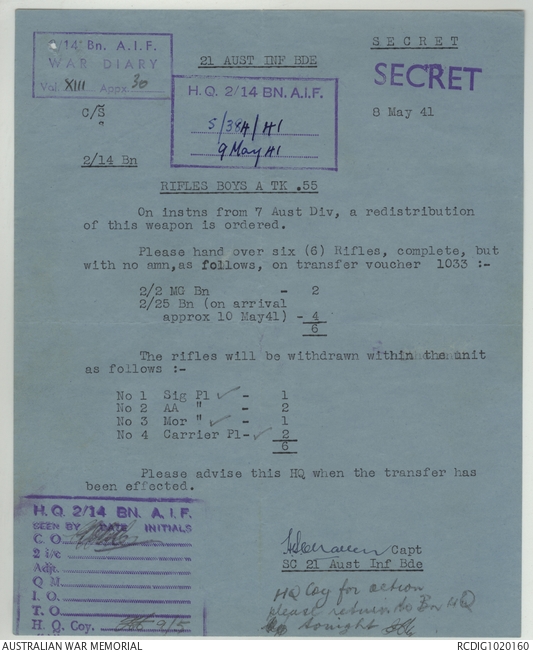 2/14 Bn. A.I.F.
WAR DIARY
Vol XIII Appx 30
21 AUST INF BDE
SECRET
SECRET
H.Q. 2/14 BN. A.I.F.
9 May 41
C/S
8 May 41
2/14 Bn
RIFLES BOYS A TK .55
On instns from 7 Aust Div, a redistribution
of this weapon is ordered.
Please hand over six (6) Rifles, complete, but
with no amn,as follows, on transfer voucher 1033 :-
2/2 MG Bn - 2
2/25 Bn (on arrival
approx 10 May41) - 4
6
The rifles will be withdrawn within the unit
as follows :-
No 1 Sig Pl ✓ - 1
No 2 AA " - 2
No 3 Mor " ✓ - 1
No 4 Carrier Pl- ✓ 2
6
Please advise this HQ when the transfer has
been effected.
H.Q. 2/14 BN. A.I.F.
SEEN BY DATE INITIALS
C.O.
2 i/c
Adjt.
Q.M.
I.O.
T.O.
H.Q. Coy. 9/5
Capt
SC 21 Aust Inf Bde
HQ Coy for action
please return to Bn HQ
tonight
AUSTRALIAN WAR MEMORIAL
RCDIG1020160